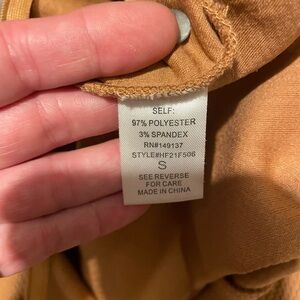 SELF:
97% POLYESTER
3% SPANDEX
RN#149137
STYLE#HF21F506
S
SEE REVERSE
FOR CARE
MADE IN CHINA